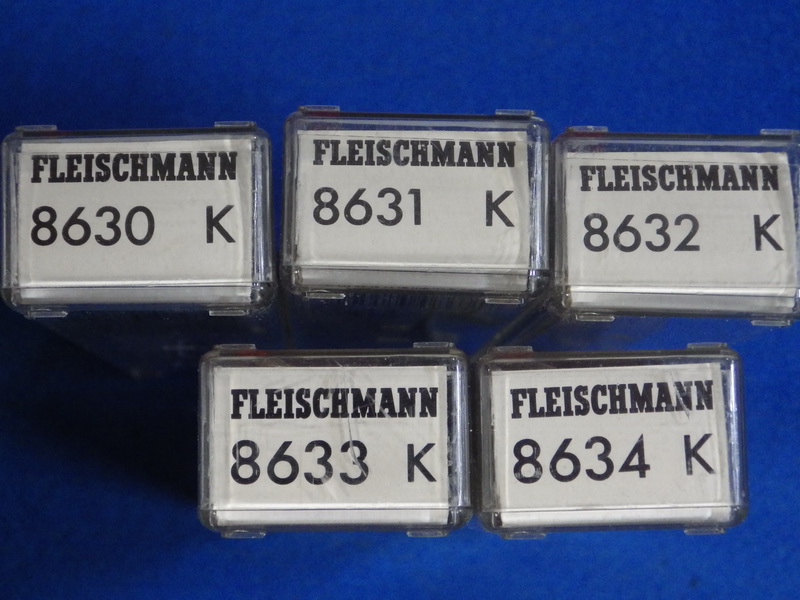 FLEISCHMANN
8630 K
FLEISCHMANN
8631 K
FLEISCHMANN
8632 K
FLEISCHMANN
8633 K
FLEISCHMANN
8634 K